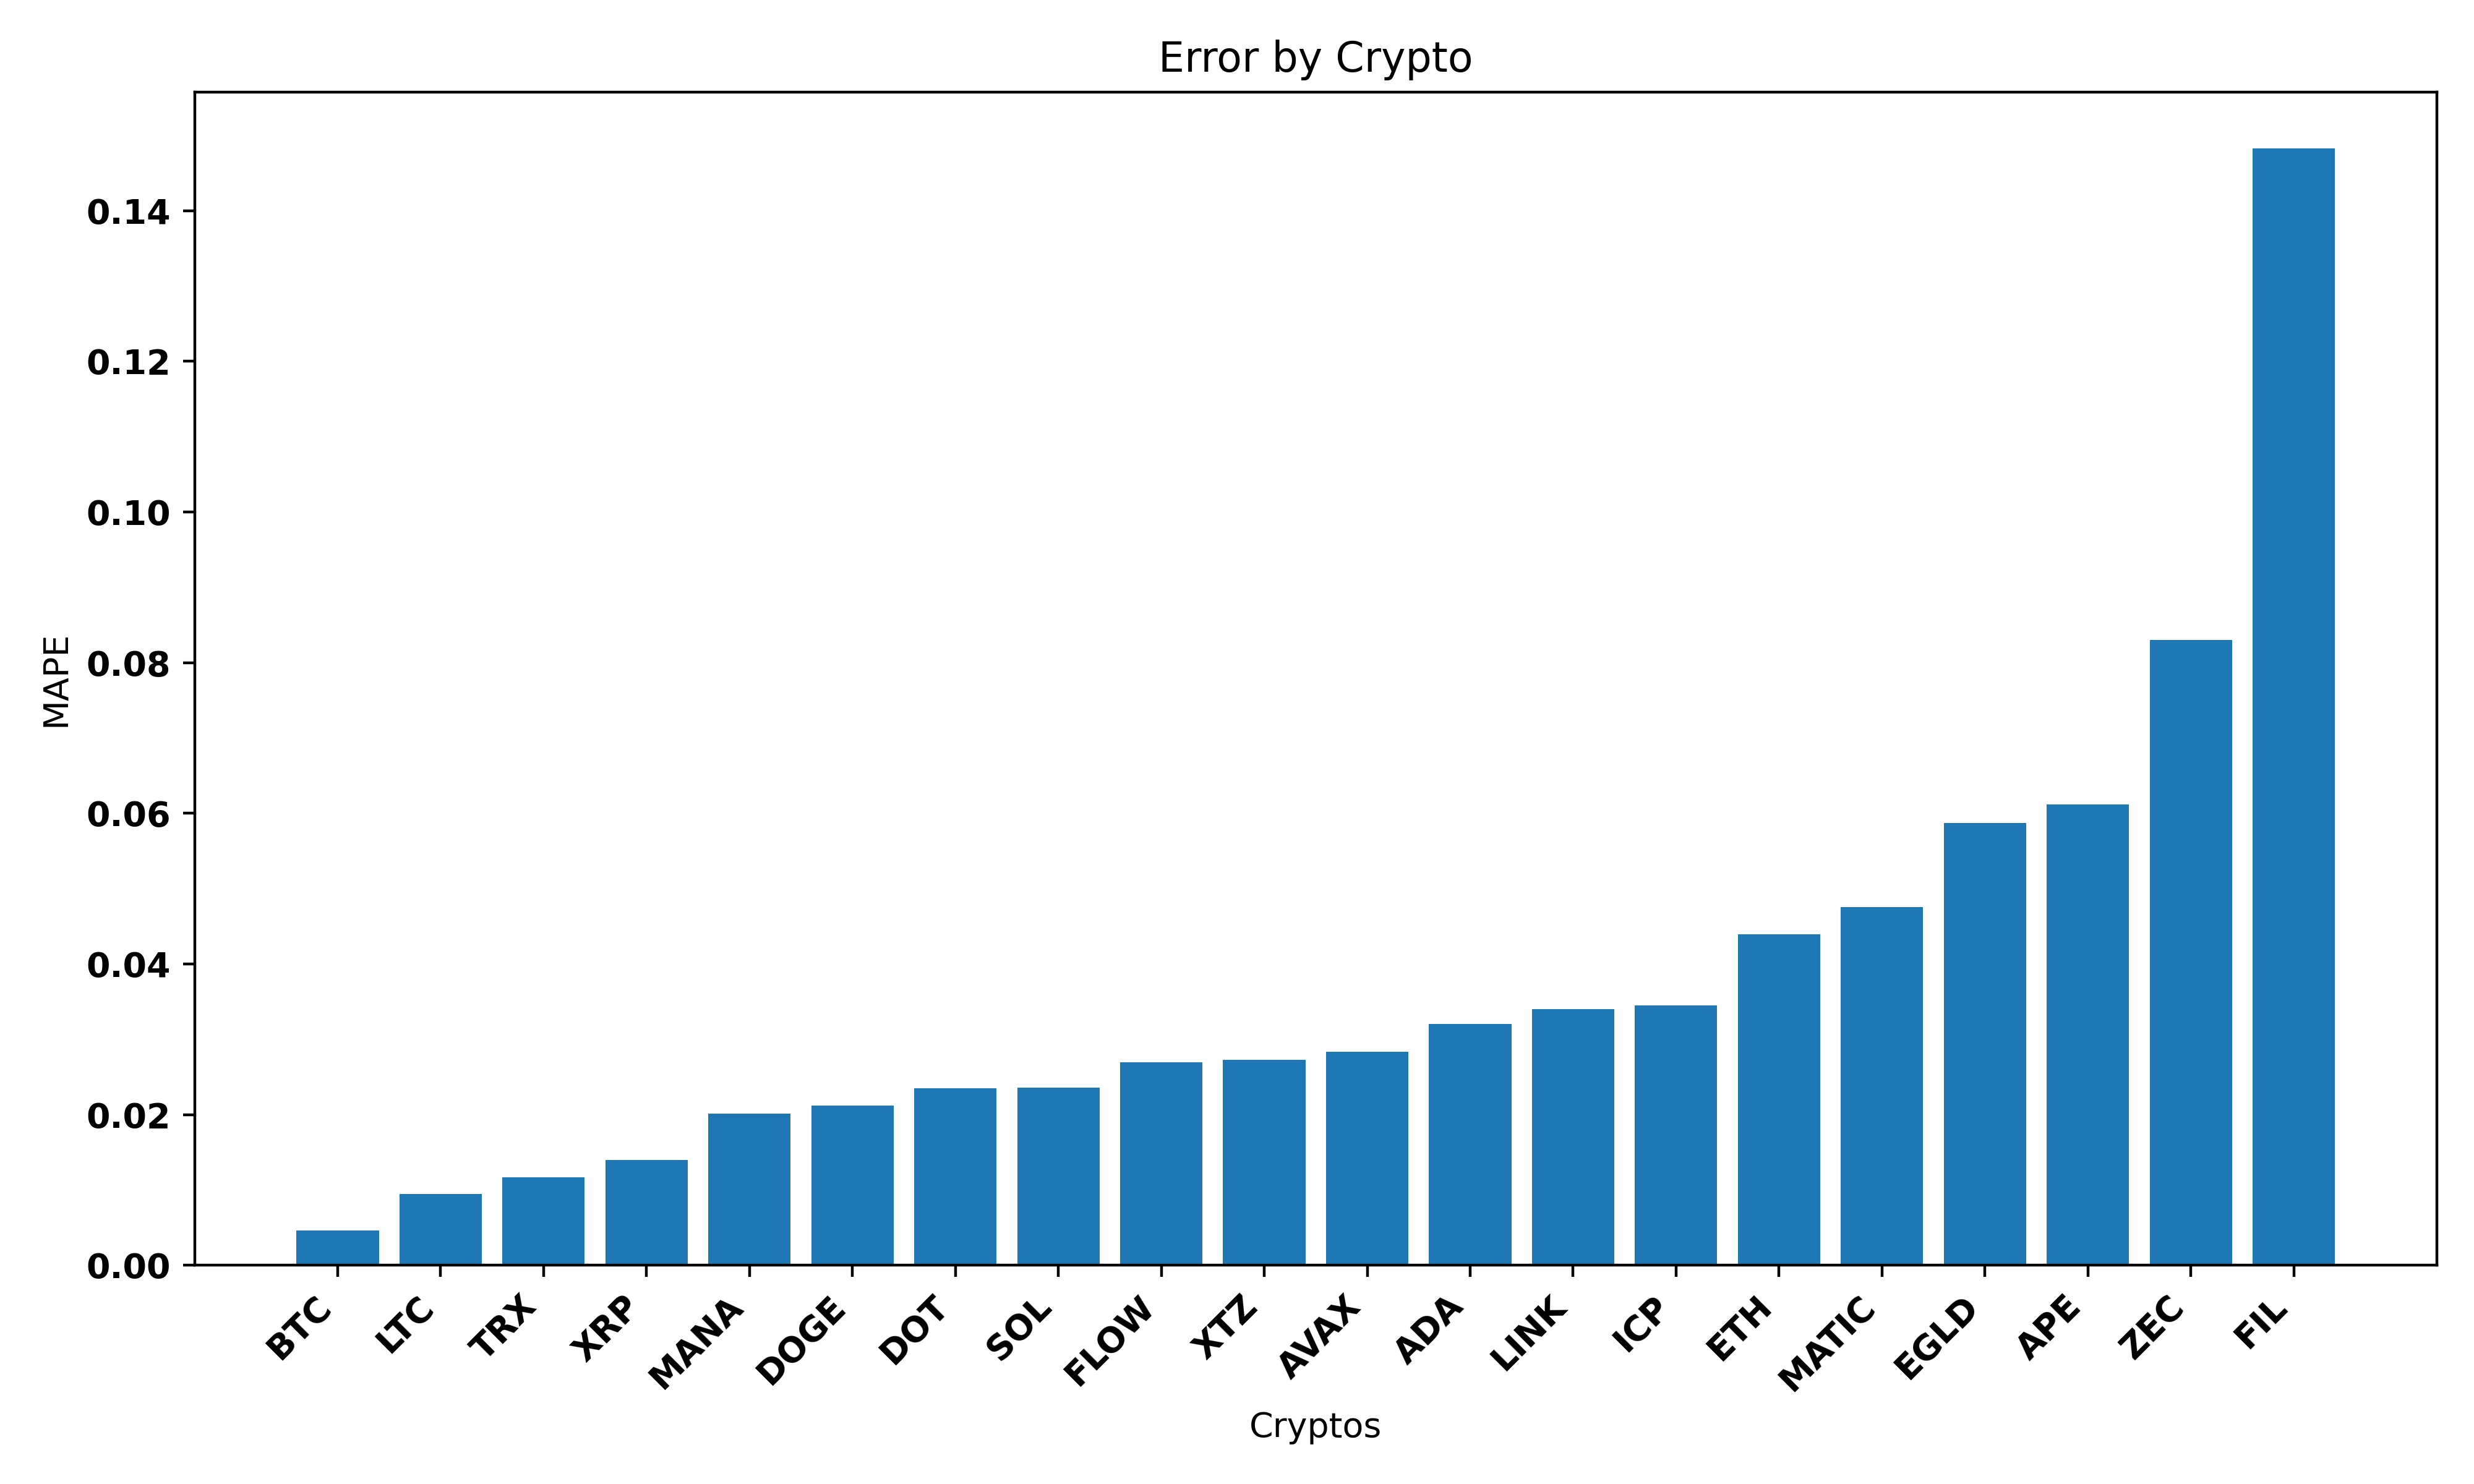 Error by Crypto
MAPE
0.14
0.12
0.10
0.08
0.06
0.04
0.02
0.00
BTC
LTC
TRX
XRP
MANA
DOGE
DOT
SOL
FLOW
XTZ
AVAX
ADA
LINK
ICP
ETH
MATIC
EGLD
APE
ZEC
FIL
Cryptos